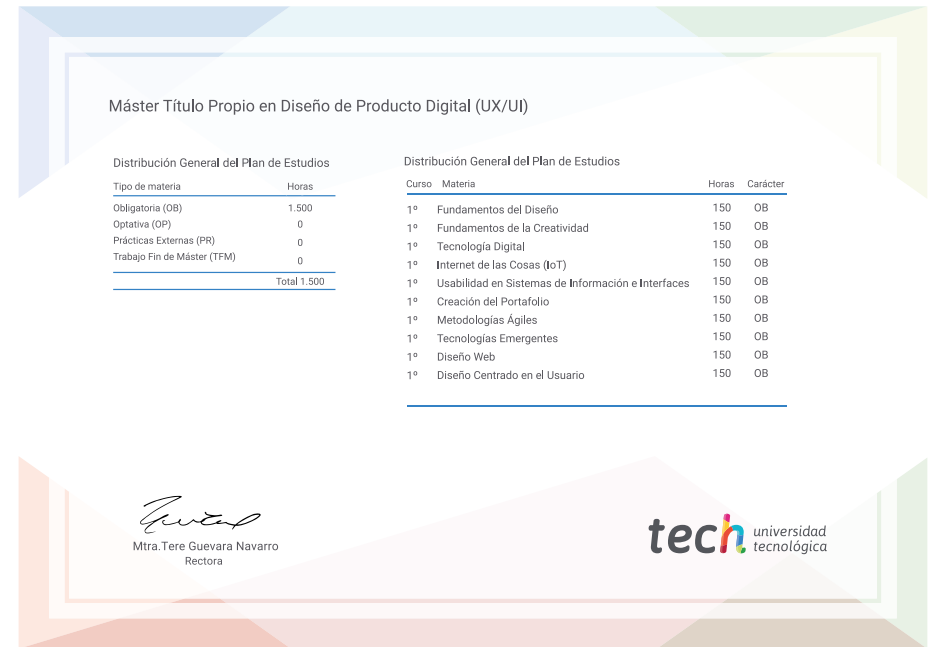 Máster Título Propio en Diseño de Producto Digital (UX/UI)
Distribución General del Plan de Estudios
Tipo de materia Horas
Obligatoria (OB) 1.500
Optativa (OP) 0
Prácticas Externas (PR) 0
Trabajo Fin de Máster (TFM) 0
Total 1.500
Distribución General del Plan de Estudios
Curso Materia Horas Carácter
1º Fundamentos del Diseño 150 OB
1º Fundamentos de la Creatividad 150 OB
1º Tecnología Digital 150 OB
1º Internet de las Cosas (IoT) 150 OB
1º Usabilidad en Sistemas de Información e Interfaces 150 OB
1º Creación del Portafolio 150 OB
1º Metodologías Ágiles 150 OB
1º Tecnologías Emergentes 150 OB
1º Diseño Web 150 OB
1º Diseño Centrado en el Usuario 150 OB
Mtra.Tere Guevara Navarro
Rectora
tech universidad
tecnológica